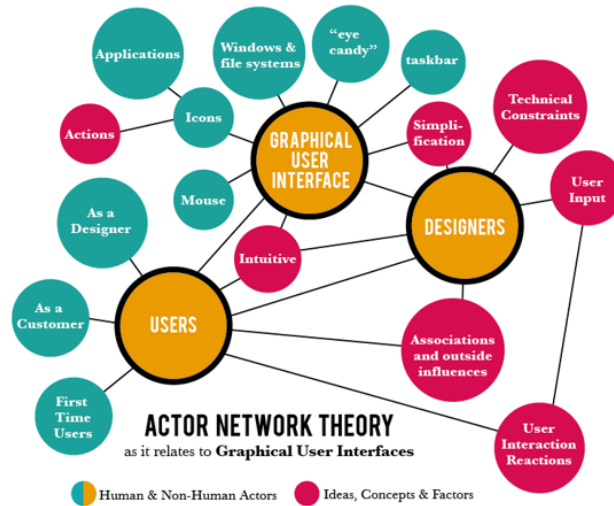 Applications
Windows &
file systems
“eye
candy”
taskbar
Technical
Constraints
Actions
Icons
GRAPHICAL
USER
INTERFACE
Simpli-
fication
User
Input
Mouse
As a
Designer
DESIGNERS
Intuitive
As a
Customer
USERS
Associations
and outside
influences
First
Time
Users
User
Interaction
Reactions
ACTOR NETWORK THEORY
as it relates to Graphical User Interfaces
Human & Non-Human Actors
Ideas, Concepts & Factors